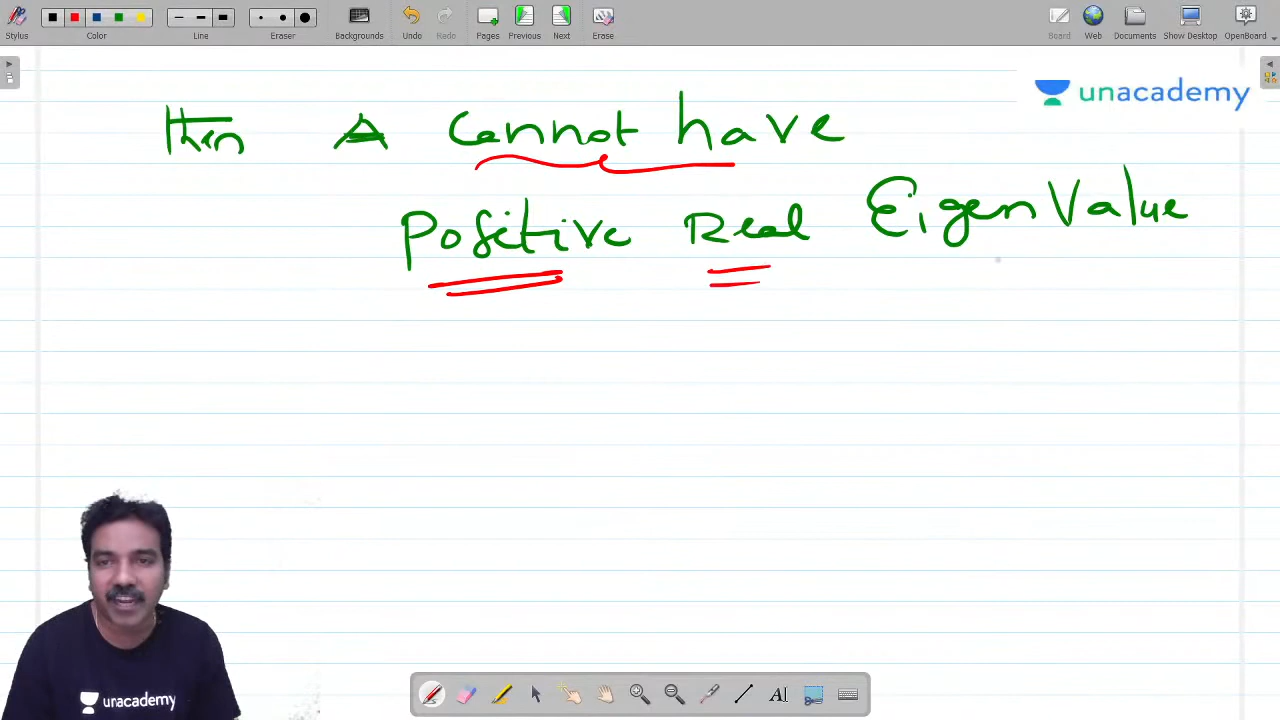 Stylus Color Line Eraser Backgrounds Undo Redo Pages Previous Next Erase Board Web Documents Show Desktop OpenBoard
unacademy
Then A Cannot have
Positive Real EigenValue
unacademy